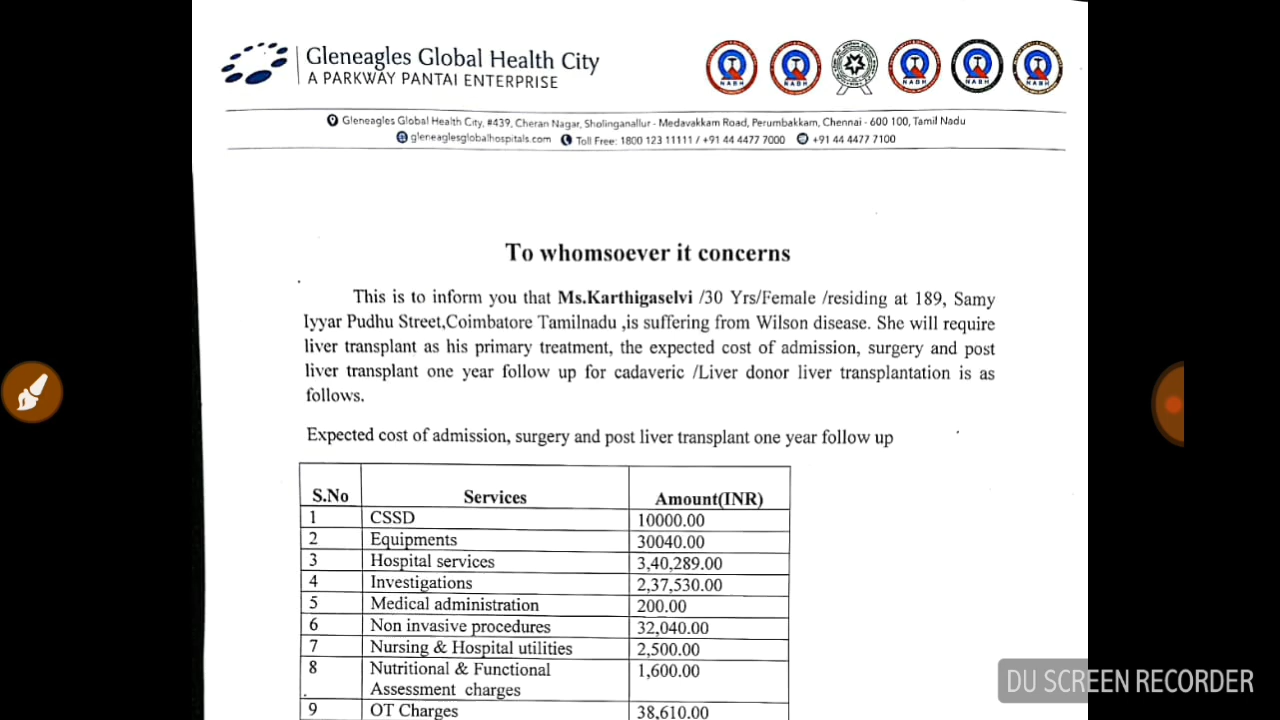 Gleneagles Global Health City
A PARKWAY PANTAI ENTERPRISE
NABH NABH NABH NABH NABH
Gleneagles Global Health City, #439, Cheran Nagar, Sholinganallur - Medavakkam Road, Perumbakkam, Chennai - 600 100, Tamil Nadu
gleneaglesglobalhospitals.com Toll Free: 1800 123 11111 / +91 44 4477 7000 +91 44 4477 7100
To whomsoever it concerns
This is to inform you that Ms.Karthigaselvi /30 Yrs/Female /residing at 189, Samy
Iyyar Pudhu Street,Coimbatore Tamilnadu ,is suffering from Wilson disease. She will require
liver transplant as his primary treatment, the expected cost of admission, surgery and post
liver transplant one year follow up for cadaveric /Liver donor liver transplantation is as
follows.
Expected cost of admission, surgery and post liver transplant one year follow up
S.No Services Amount(INR)
1 CSSD 10000.00
2 Equipments 30040.00
3 Hospital services 3,40,289.00
4 Investigations 2,37,530.00
5 Medical administration 200.00
6 Non invasive procedures 32,040.00
7 Nursing & Hospital utilities 2,500.00
8 Nutritional & Functional 1,600.00
Assessment charges
9 OT Charges 38,610.00
DU SCREEN RECORDER